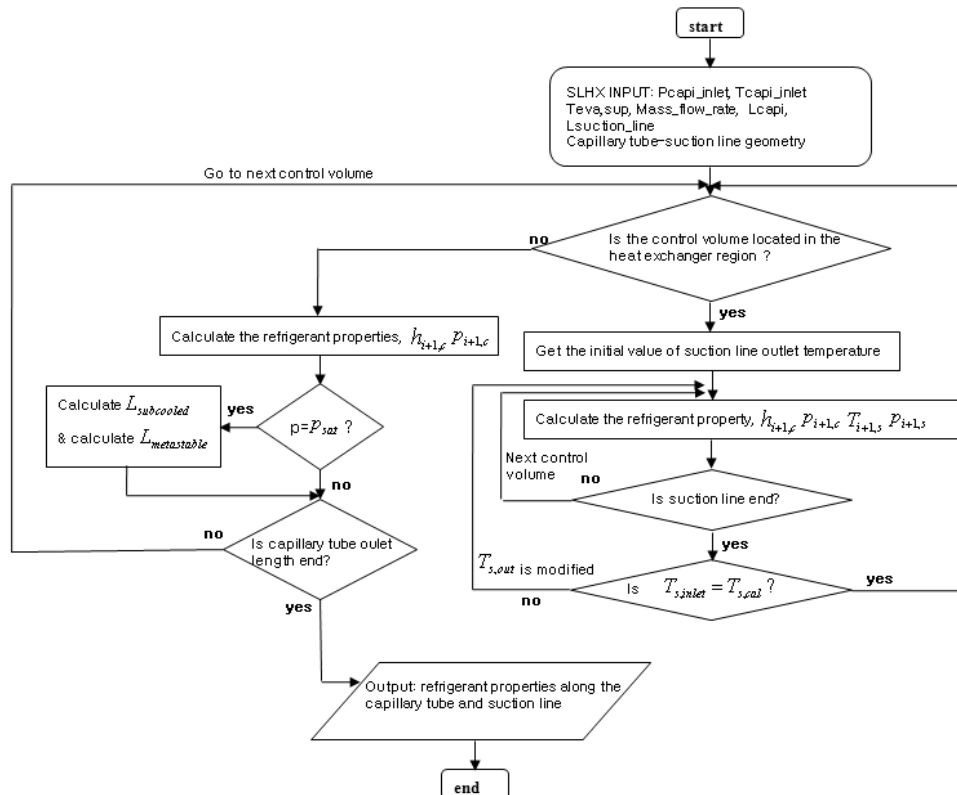 start
SLHX INPUT: Pcapi_inlet, Tcapi_inlet
Teva,sup, Mass_flow_rate, Lcapi,
Lsuction_line
Capillary tube-suction line geometry
Go to next control volume
Is the control volume located in the
heat exchanger region ?
no
yes
Calculate the refrigerant properties, h_{i+1,c} p_{i+1,c}
Get the initial value of suction line outlet temperature
Calculate L_{subcooled}
& calculate L_{metastable}
yes
p=p_{sat} ?
no
Calculate the refrigerant property, h_{i+1,c} p_{i+1,c} T_{i+1,s} p_{i+1,s}
Next control
volume
no
Is suction line end?
yes
no
Is capillary tube oulet
length end?
yes
T_{s,out} is modified
no
Is T_{s,inlet} = T_{s,cal} ?
yes
Output: refrigerant properties along the
capillary tube and suction line
end